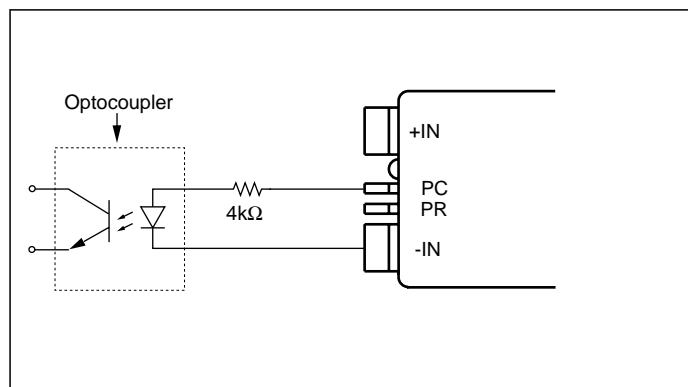 Optocoupler
+IN
PC
PR
4kΩ
-IN